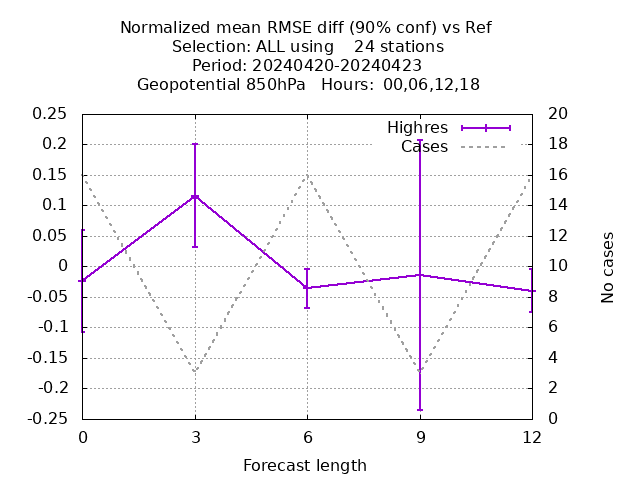 Normalized mean RMSE diff (90% conf) vs Ref
Selection: ALL using    24 stations
Period: 20240420-20240423
Geopotential 850hPa   Hours:  00,06,12,18
0.25
0.2
0.15
0.1
0.05
0
-0.05
-0.1
-0.15
-0.2
-0.25
Highres
Cases
20
18
16
14
12
10
8
6
4
2
0
No cases
0 3 6 9 12
Forecast length